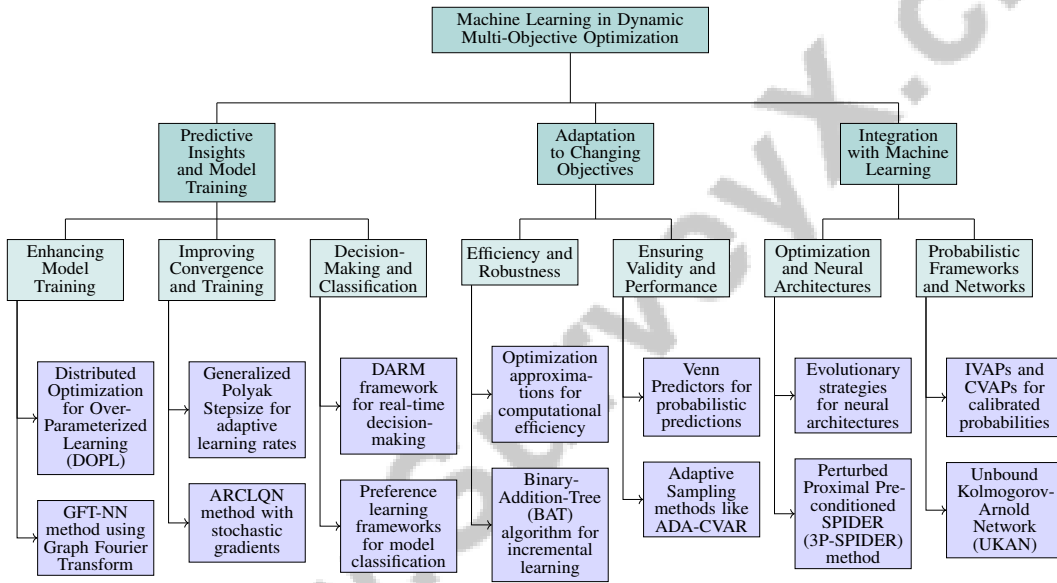 Machine Learning in Dynamic
Multi-Objective Optimization
Predictive
Insights
and Model
Training
Adaptation
to Changing
Objectives
Integration
with Machine
Learning
Enhancing
Model
Training
Improving
Convergence
and Training
Decision-
Making and
Classification
Efficiency and
Robustness
Ensuring
Validity and
Performance
Optimization
and Neural
Architectures
Probabilistic
Frameworks
and Networks
Distributed
Optimization
for Over-
Parameterized
Learning
(DOPL)
Generalized
Polyak
Stepsize for
adaptive
learning rates
DARM
framework
for real-time
decision-
making
Optimization
approxima-
tions for
computational
efficiency
Venn
Predictors for
probabilistic
predictions
Evolutionary
strategies
for neural
architectures
IVAPs and
CVAPs for
calibrated
probabilities
GFT-NN
method using
Graph Fourier
Transform
ARCLQN
method with
stochastic
gradients
Preference
learning
frameworks
for model
classification
Binary-
Addition-Tree
(BAT)
algorithm for
incremental
learning
Adaptive
Sampling
methods like
ADA-CVAR
Perturbed
Proximal Pre-
conditioned
SPIDER
(3P-SPIDER)
method
Unbound
Kolmogorov-
Arnold
Network
(UKAN)